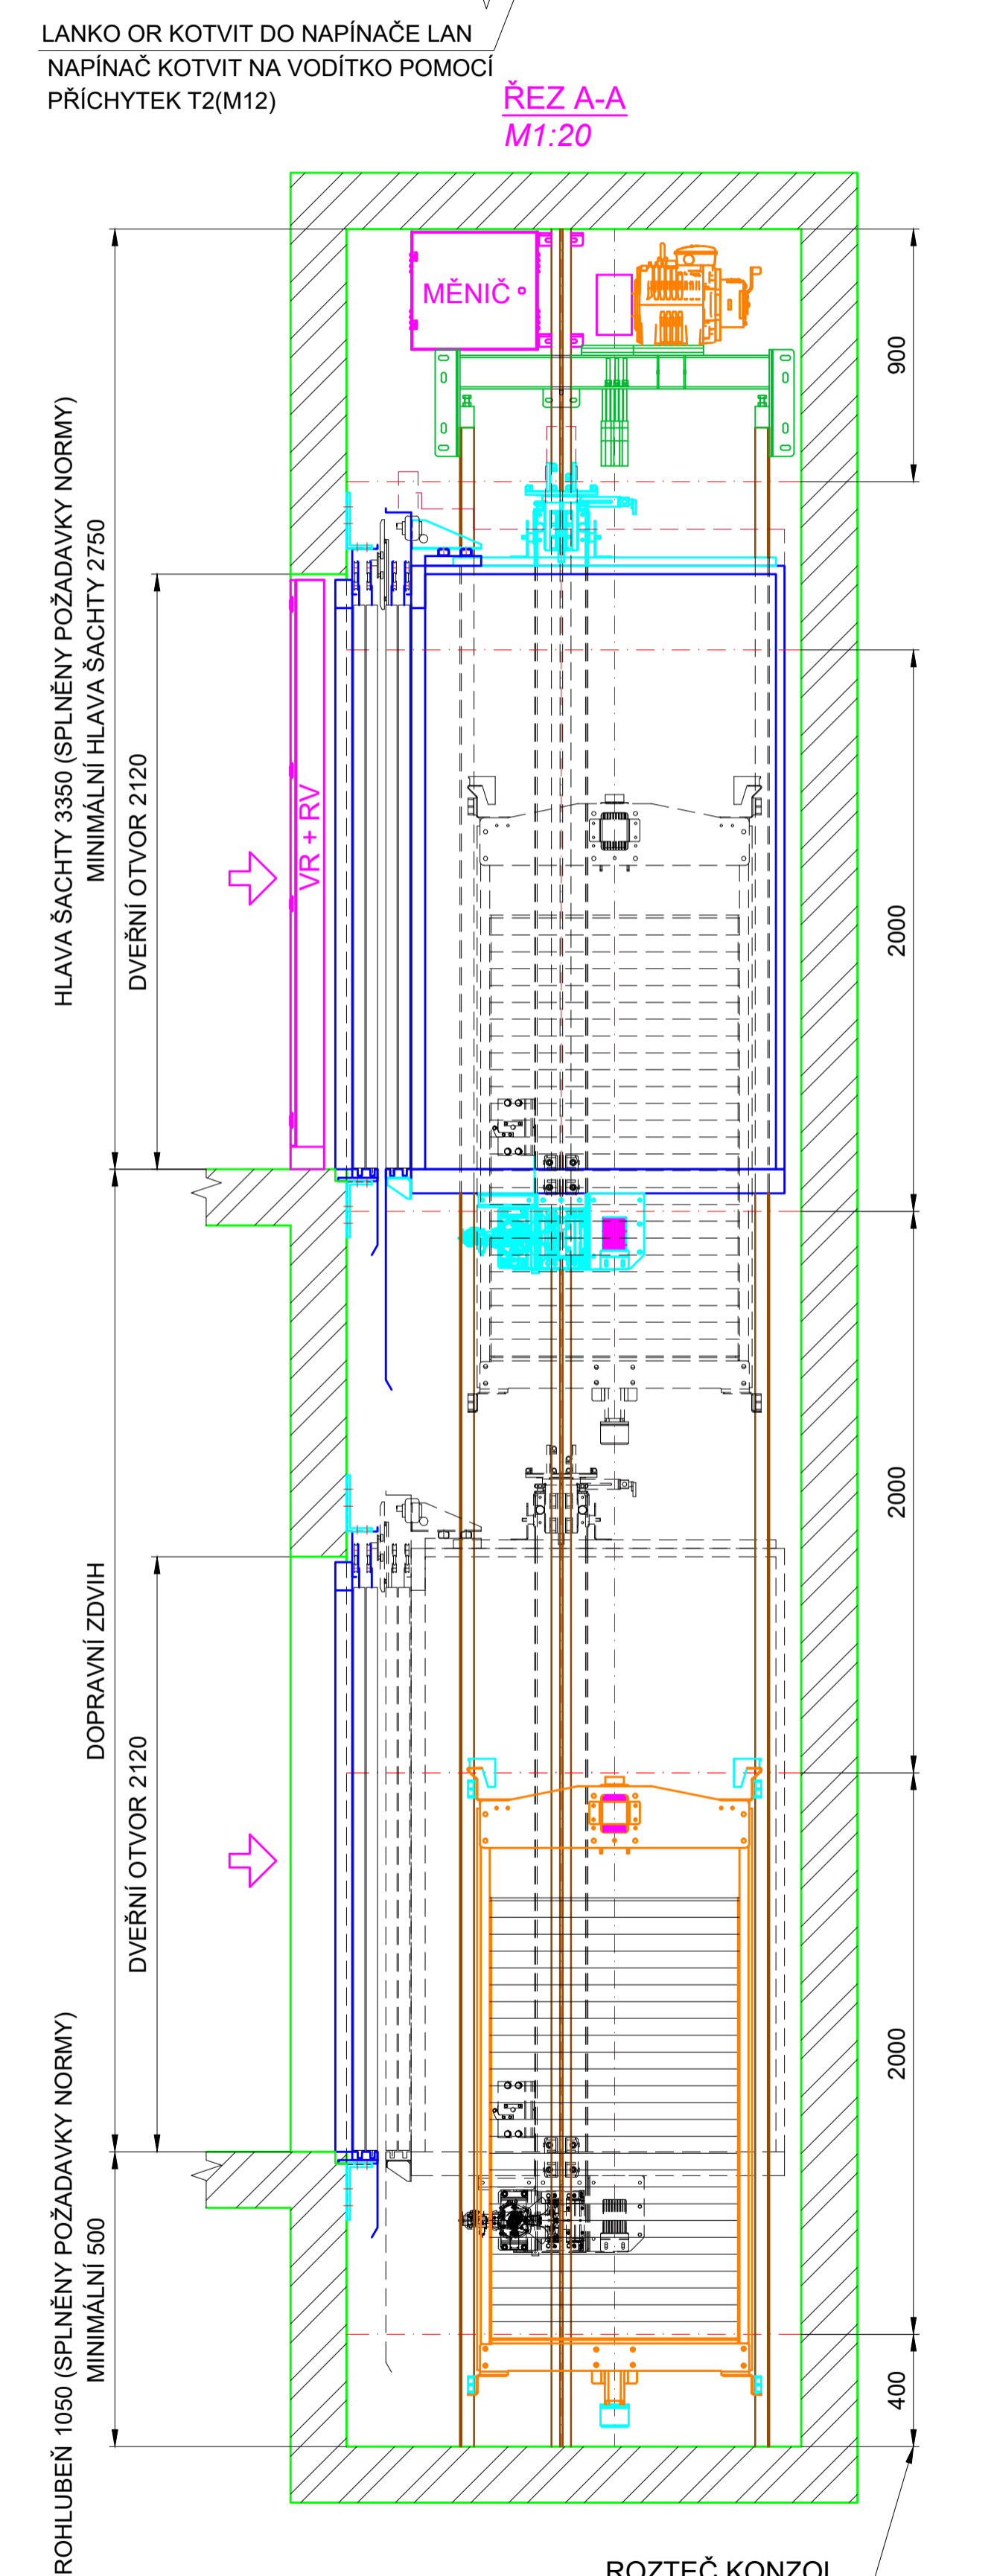 LANKO OR KOTVIT DO NAPÍNAČE LAN
NAPÍNAČ KOTVIT NA VODÍTKO POMOCÍ
PŘÍCHYTEK T2(M12)
ŘEZ A-A
M1:20
MĚNIČ
900
HLAVA ŠACHTY 3350 (SPLNĚNY POŽADAVKY NORMY)
MINIMÁLNÍ HLAVA ŠACHTY 2750
DVEŘNÍ OTVOR 2120
VR + RV
2000
2000
DOPRAVNÍ ZDVIH
DVEŘNÍ OTVOR 2120
2000
ROHLUBEŇ 1050 (SPLNĚNY POŽADAVKY NORMY)
MINIMÁLNÍ 500
400
ROZTEČ KONZOL